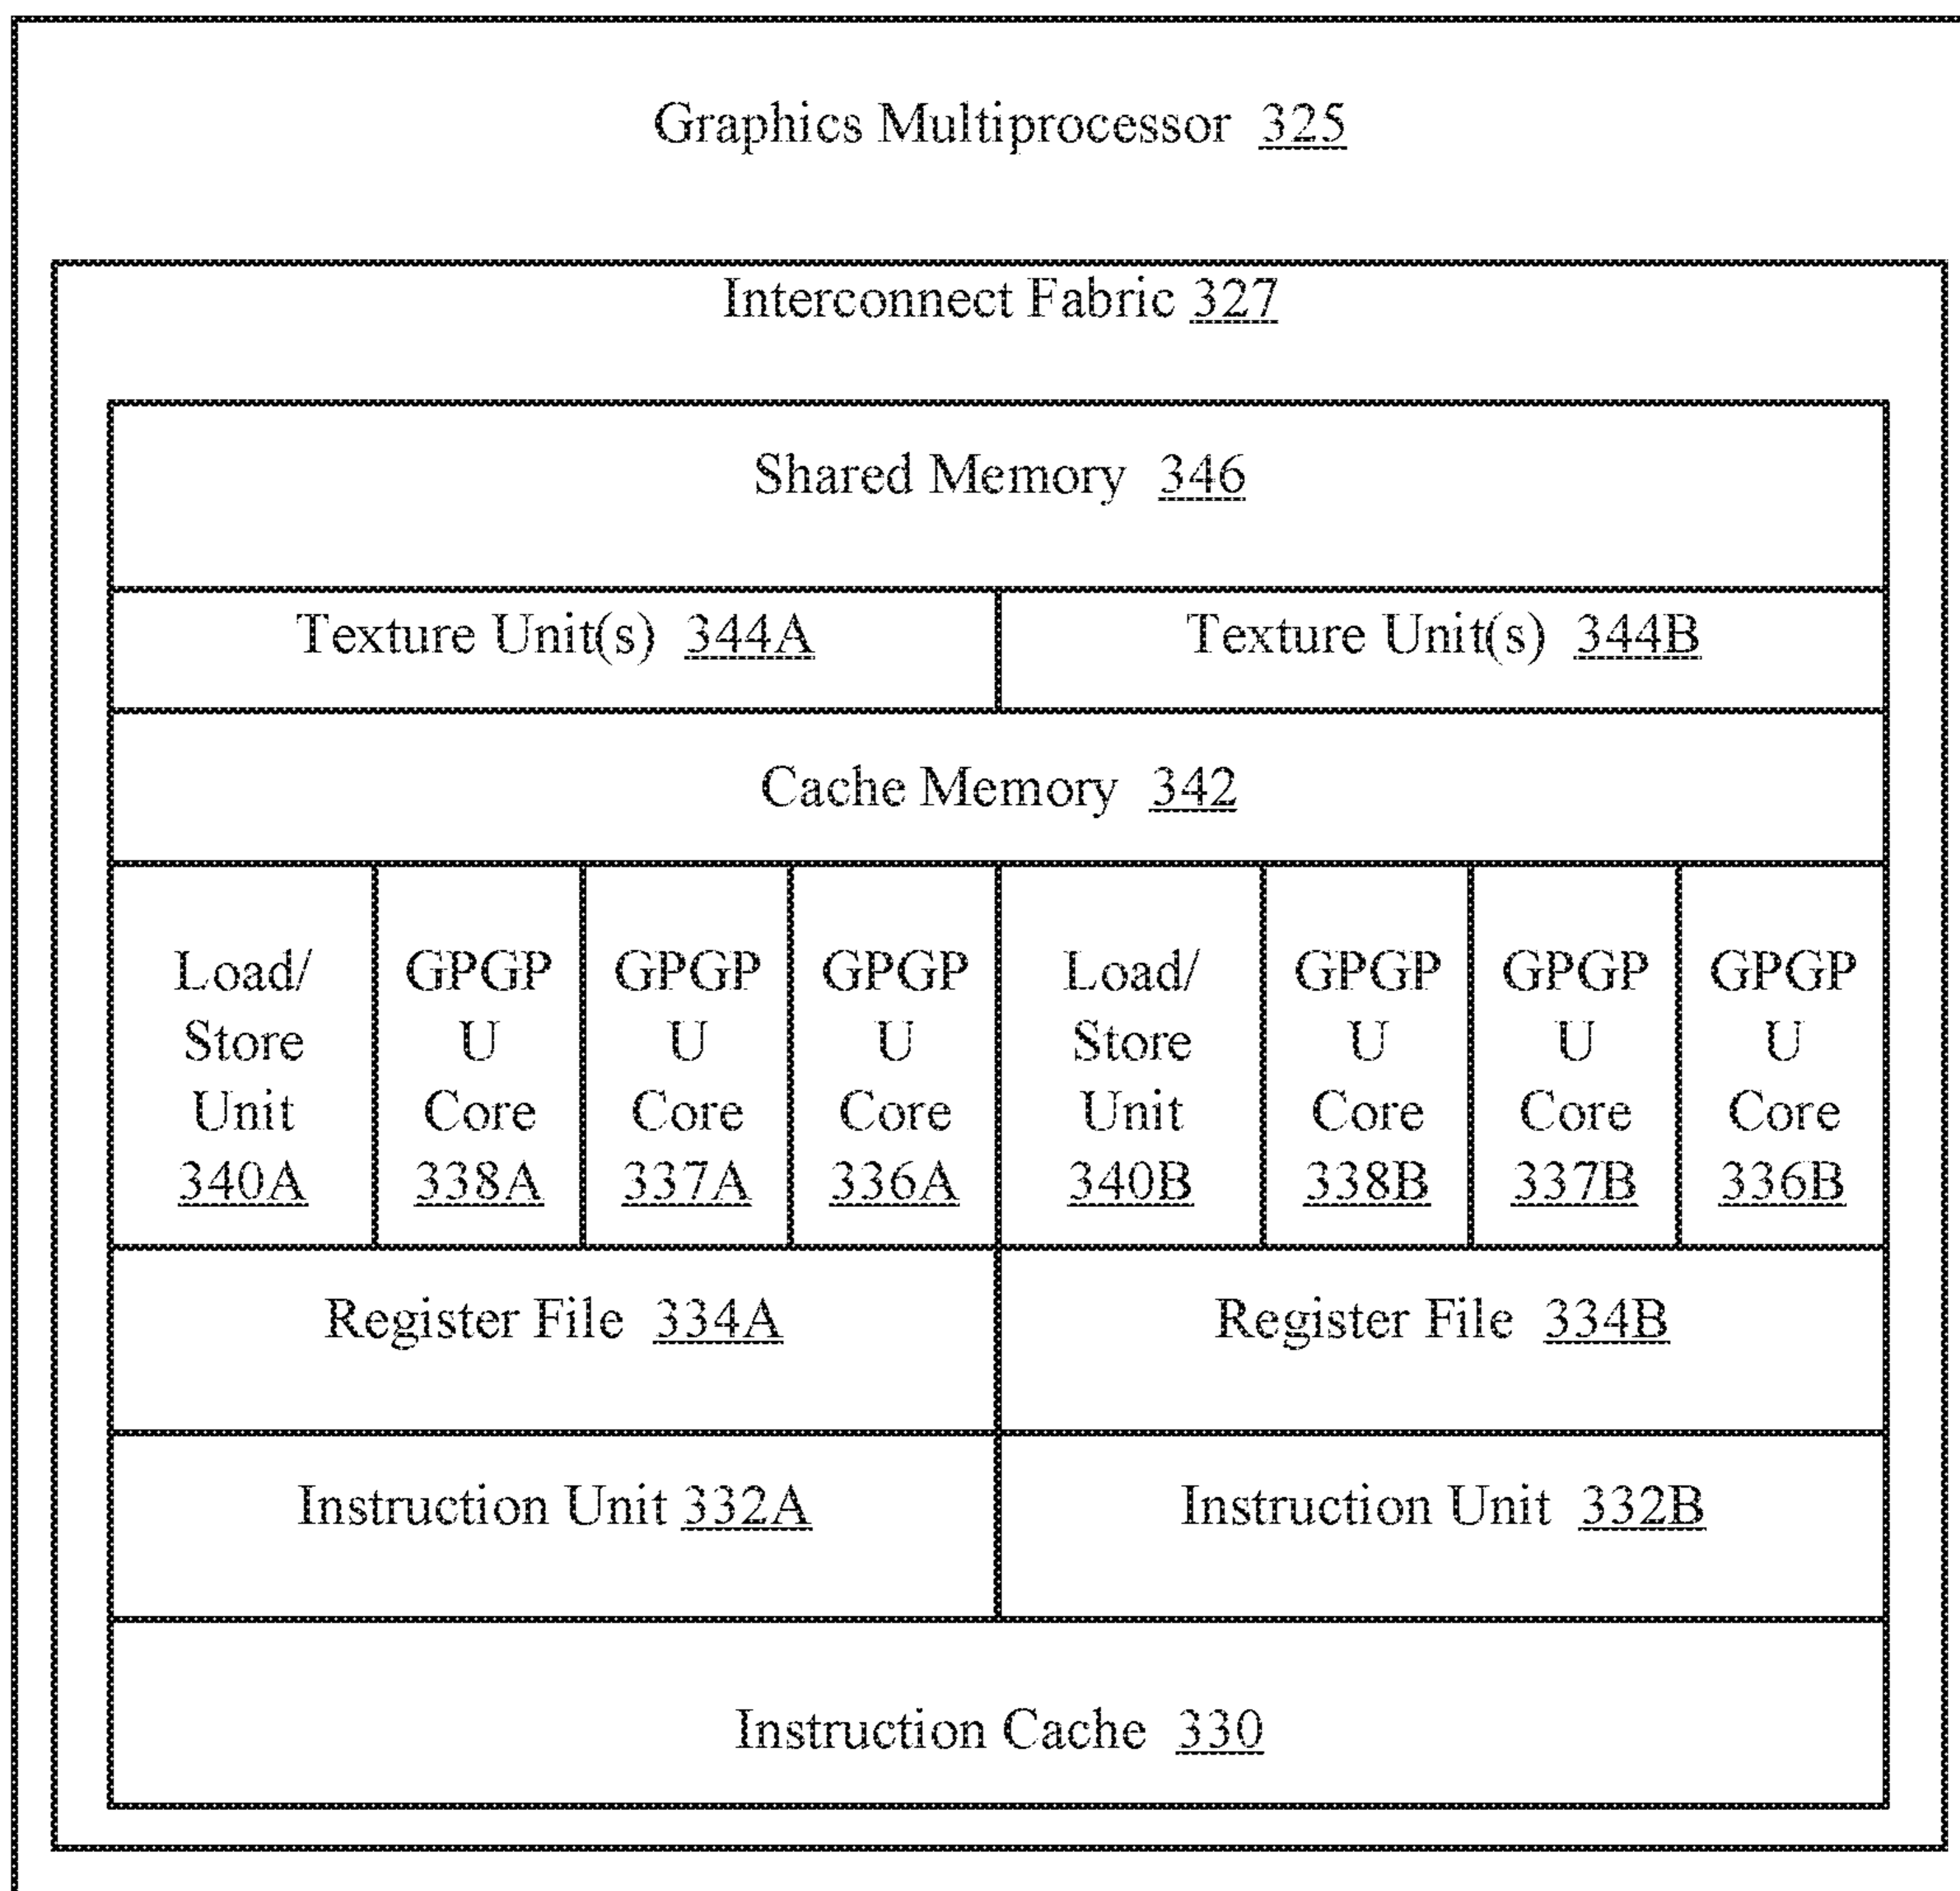 Graphics Multiprocessor 325
Interconnect Fabric 327
Shared Memory 346
Texture Unit(s) 344A
Texture Unit(s) 344B
Cache Memory 342
Load/
Store
Unit
340A
GPGP
U
Core
338A
GPGP
U
Core
337A
GPGP
U
Core
336A
Load/
Store
Unit
340B
GPGP
U
Core
338B
GPGP
U
Core
337B
GPGP
U
Core
336B
Register File 334A
Register File 334B
Instruction Unit 332A
Instruction Unit 332B
Instruction Cache 330